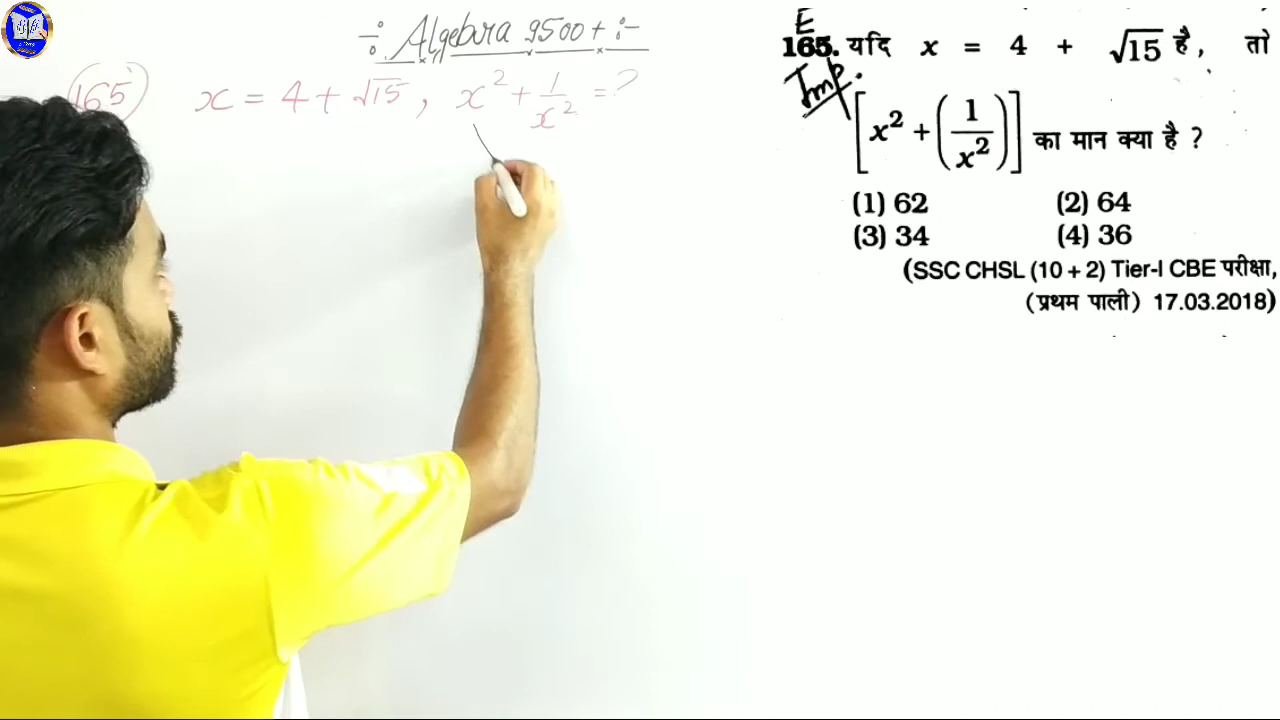 ÷ Algebra 9500+ :-
165 x = 4 + √15, x² + 1/x² = ?
E
165. यदि x = 4 + √15 है, तो
Imp.
[x² + (1/x²)] का मान क्या है ?
(1) 62 (2) 64
(3) 34 (4) 36
(SSC CHSL (10 + 2) Tier-I CBE परीक्षा,
(प्रथम पाली) 17.03.2018)